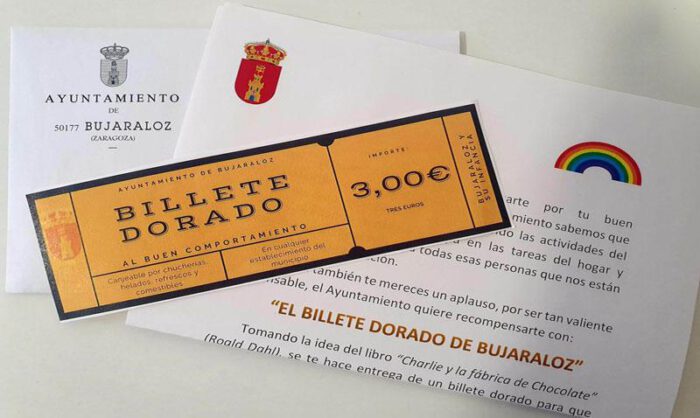 AYUNTAMIENTO
DE
50177 BUJARALOZ
(ZARAGOZA)
AYUNTAMIENTO DE BUJARALOZ
BILLETE
DORADO
AL BUEN COMPORTAMIENTO
Canjeable por chucherías,
helados, refrescos y
comestibles
En cualquier
establecimiento del
municipio
IMPORTE:
3,00€
TRES EUROS
BUJARALOZ Y
SU INFANCIA
arte por tu buen
miento sabemos que
do las actividades del
en las tareas del hogar y
a todas esas personas que nos están
ción.
también te mereces un aplauso, por ser tan valiente
nsable, el Ayuntamiento quiere recompensarte con:
"EL BILLETE DORADO DE BUJARALOZ"
Tomando la idea del libro "Charlie y la fábrica de Chocolate"
(Roald Dahl), se te hace entrega de un billete dorado para que